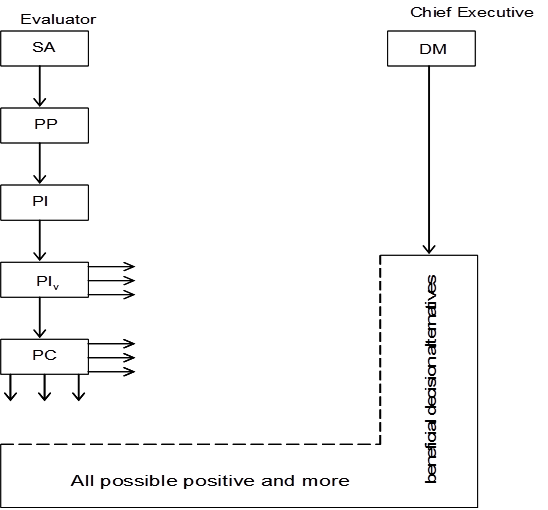 Evaluator
Chief Executive
SA
DM
PP
PI
PIv
PC
beneficial decision alternatives
All possible positive and more